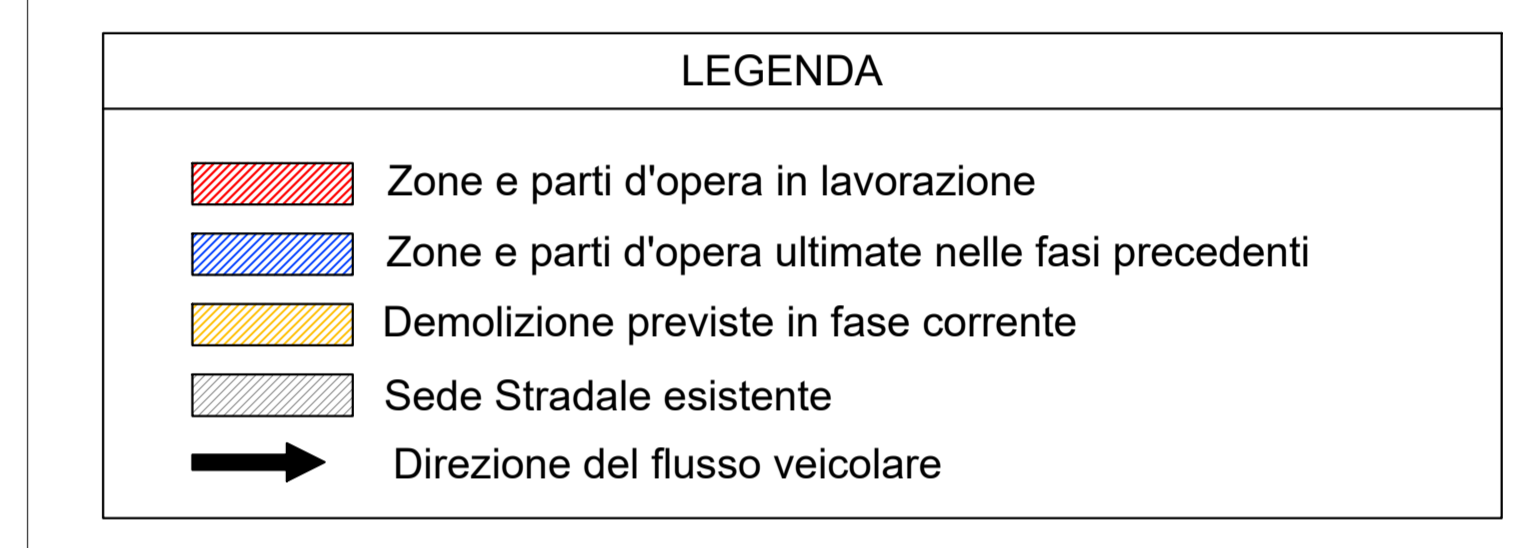 LEGENDA
Zone e parti d'opera in lavorazione
Zone e parti d'opera ultimate nelle fasi precedenti
Demolizione previste in fase corrente
Sede Stradale esistente
Direzione del flusso veicolare